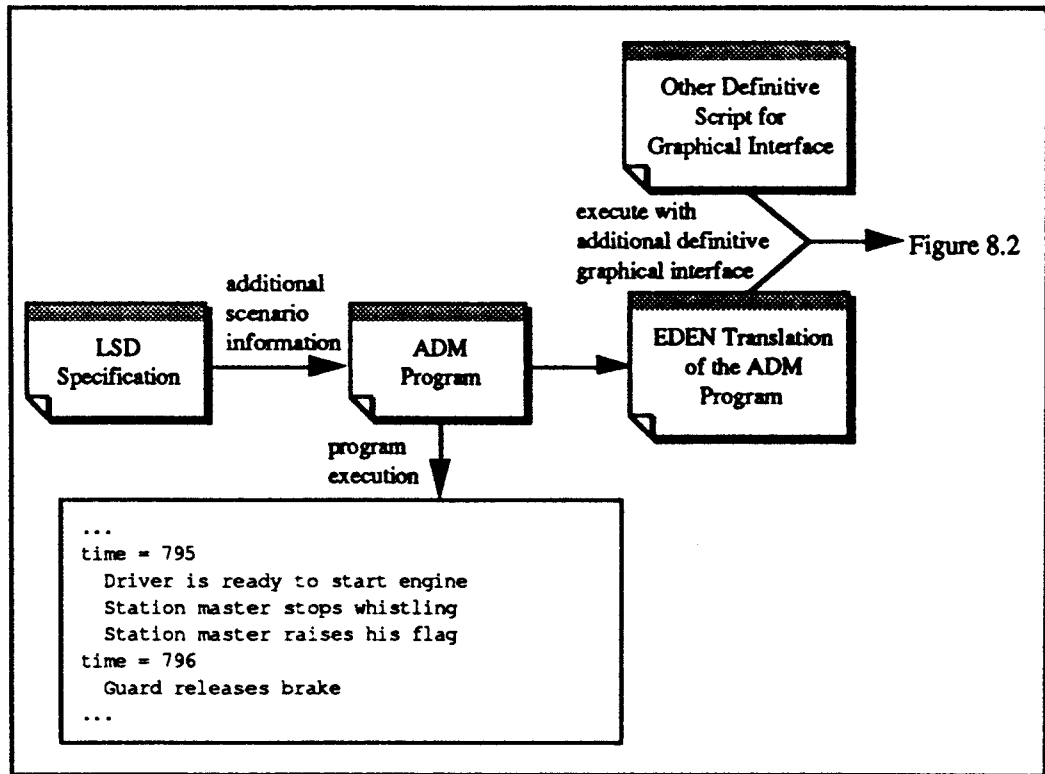 Other Definitive
Script for
Graphical Interface
execute with
additional definitive
graphical interface
Figure 8.2
additional
scenario
information
LSD
Specification
ADM
Program
EDEN Translation
of the ADM
Program
program
execution
...
time = 795
Driver is ready to start engine
Station master stops whistling
Station master raises his flag
time = 796
Guard releases brake
...